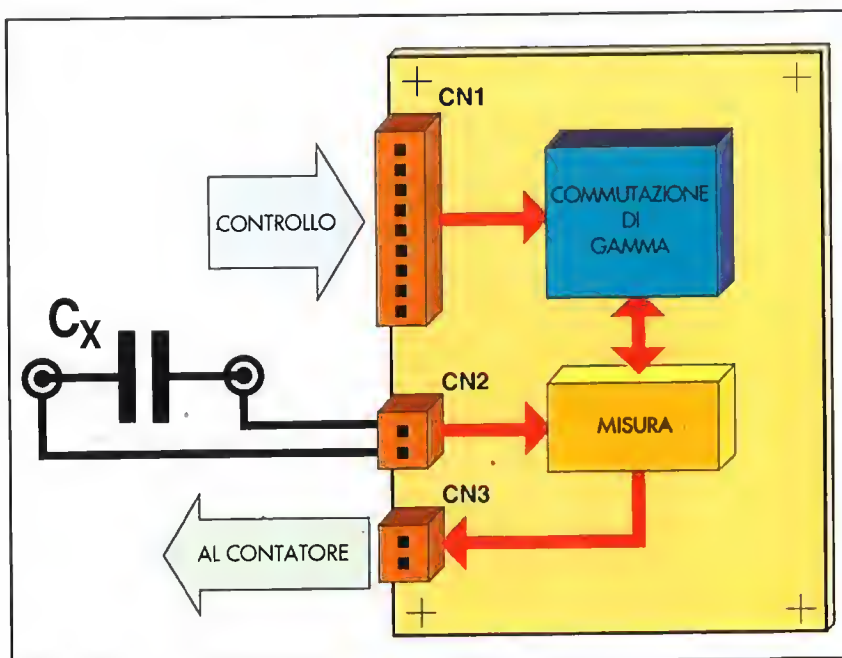 CN1
COMMUTAZIONE
DI
GAMMA
CONTROLLO
CX
CN2
MISURA
CN3
AL CONTATORE